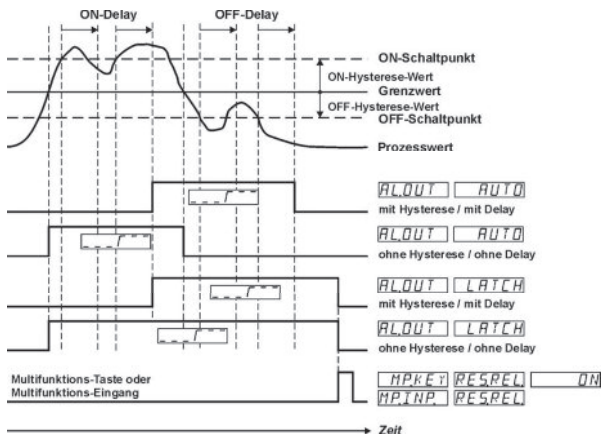 ON-Delay OFF-Delay
ON-Schaltpunkt
ON-Hysterese-Wert
Grenzwert
OFF-Hysterese-Wert
OFF-Schaltpunkt
Prozesswert
AL.OUT AUTO
mit Hysterese / mit Delay
AL.OUT AUTO
ohne Hysterese / ohne Delay
AL.OUT LATCH
mit Hysterese / mit Delay
AL.OUT LATCH
ohne Hysterese / ohne Delay
Multifunktions-Taste oder
Multifunktions-Eingang
MP.KEY RES.REL. ON
MP.INP. RES.REL.
Zeit